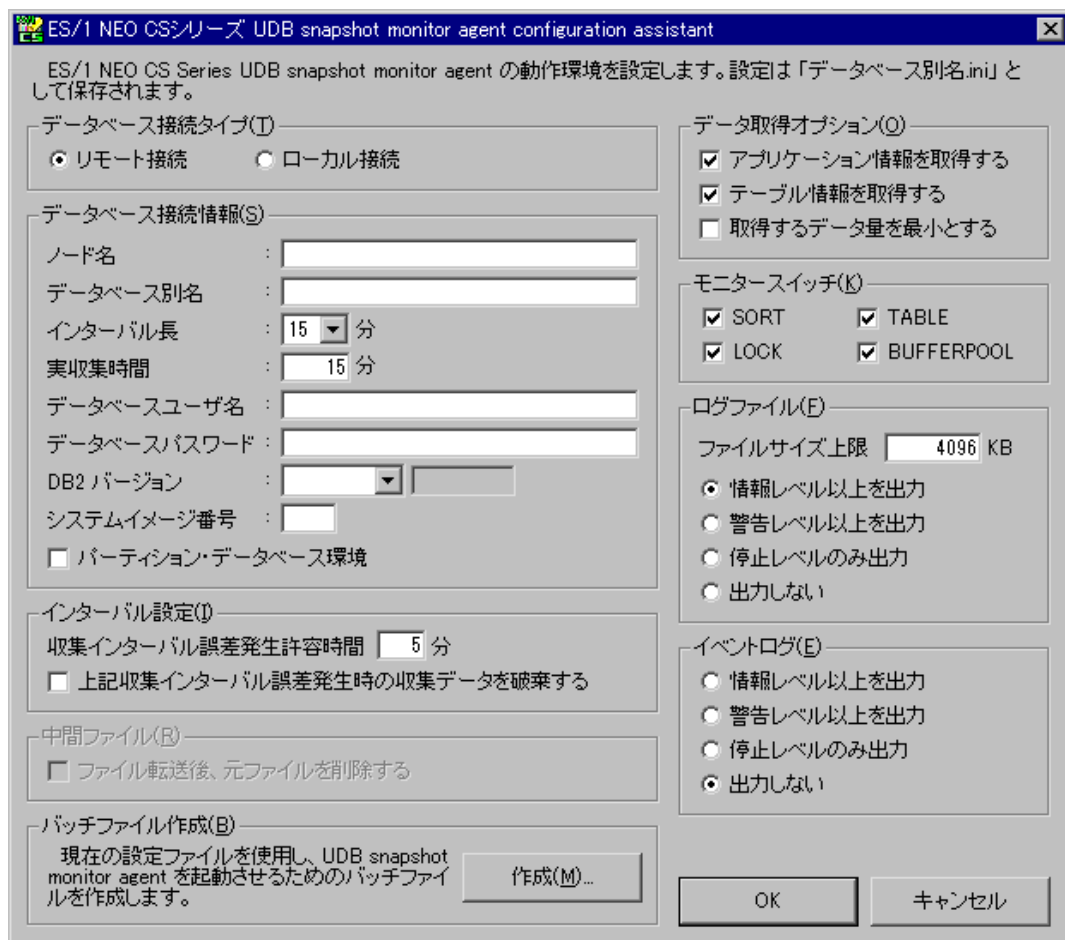 ES/1 NEO CSシリーズ UDB snapshot monitor agent configuration assistant
ES/1 NEO CS Series UDB snapshot monitor agent の動作環境を設定します。設定は「データベース別名.ini」と
して保存されます。
データベース接続タイプ(T)
リモート接続 ローカル接続
データベース接続情報(S)
ノード名 :
データベース別名 :
インターバル長 : 15 分
実収集時間 : 15 分
データベースユーザ名 :
データベースパスワード :
DB2 バージョン :
システムイメージ番号 :
パーティション・データベース環境
インターバル設定(I)
収集インターバル誤差発生許容時間 5 分
上記収集インターバル誤差発生時の収集データを破棄する
中間ファイル(R)
ファイル転送後、元ファイルを削除する
バッチファイル作成(B)
現在の設定ファイルを使用し、UDB snapshot
monitor agent を起動させるためのバッチファイ
ルを作成します。
作成(M)...
データ取得オプション(O)
アプリケーション情報を取得する
テーブル情報を取得する
取得するデータ量を最小とする
モニタースイッチ(K)
SORT TABLE
LOCK BUFFERPOOL
ログファイル(F)
ファイルサイズ上限 4096 KB
情報レベル以上を出力
警告レベル以上を出力
停止レベルのみ出力
出力しない
イベントログ(E)
情報レベル以上を出力
警告レベル以上を出力
停止レベルのみ出力
出力しない
OK キャンセル